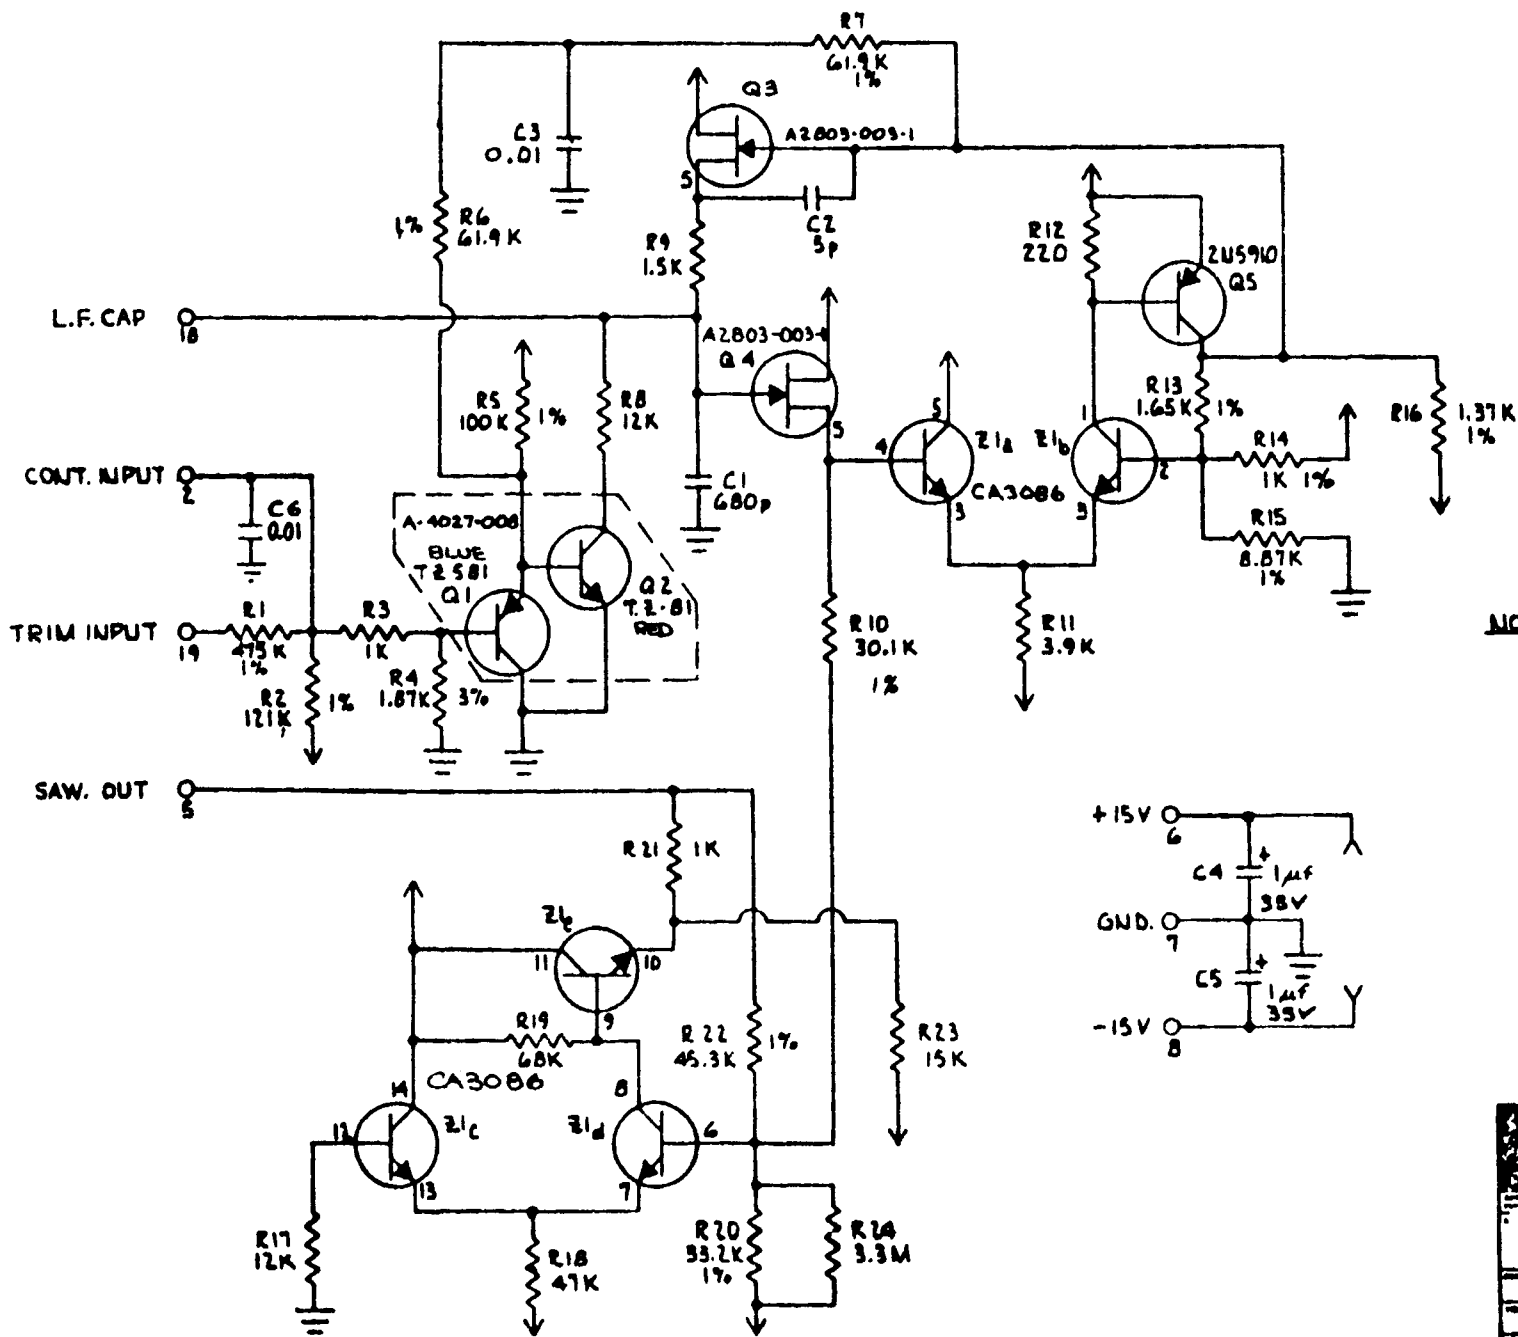 R7
61.9K
1%
Q3
A2803-003-1
C3
0.01
5
C2
5p
1%
R6
61.9K
R9
1.5K
R12
220
2N5910
Q5
L.F. CAP
18
A2803-003-1
Q4
5
R5
100K
1%
R8
12K
R13
1.65K
1%
R16
1.37K
1%
CONT. INPUT
2
C6
0.01
C1
680p
4
5
Z1a
3
CA3086
1
Z1b
2
3
R14
1K
1%
R15
8.87K
1%
A-4027-008
BLUE
TZ581
Q1
Q2
T.Z-81
RED
TRIM INPUT
19
R1
475K
1%
R3
1K
R2
121K
1%
R4
1.87K
3%
R10
30.1K
1%
R11
3.9K
SAW. OUT
5
R21
1K
+15V
6
C4
+
1µF
35V
GND.
7
C5
+
1µF
35V
-15V
8
11
10
9
R19
68K
R22
45.3K
1%
R23
15K
CA3086
14
12
Z1c
13
8
Z1d
6
7
R17
12K
R18
47K
R20
33.2K
1%
R24
3.3M